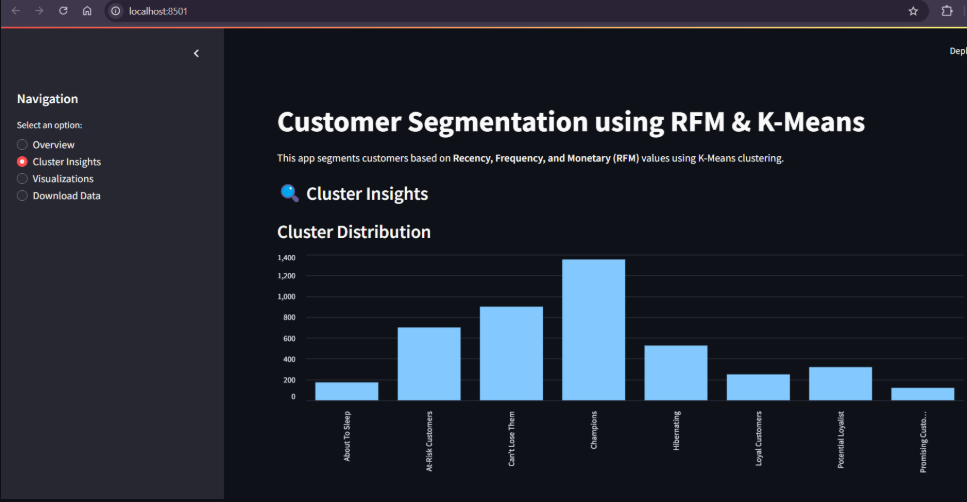 localhost:8501
Depl
Navigation
Select an option:
Overview
Cluster Insights
Visualizations
Download Data
Customer Segmentation using RFM & K-Means
This app segments customers based on Recency, Frequency, and Monetary (RFM) values using K-Means clustering.
🔍 Cluster Insights
Cluster Distribution
1,400
1,200
1,000
800
600
400
200
0
About To Sleep
At-Risk Customers
Can't Lose Them
Champions
Hibernating
Loyal Customers
Potential Loyalist
Promising Custo…